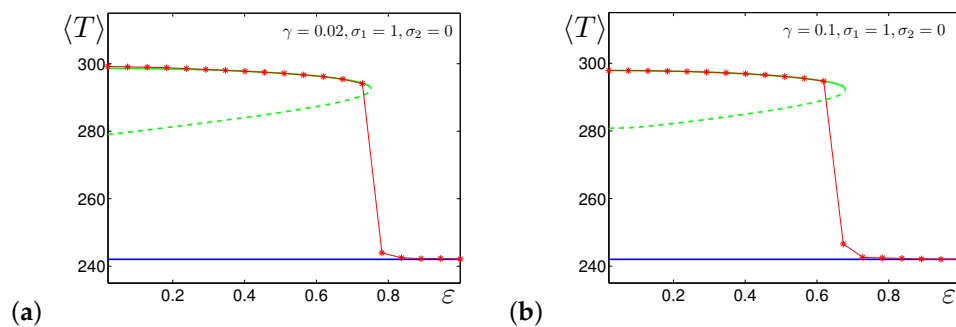 ⟨T⟩
γ = 0.02, σ₁ = 1, σ₂ = 0
300
280
260
240
0.2 0.4 0.6 0.8 ε
(a)
⟨T⟩
γ = 0.1, σ₁ = 1, σ₂ = 0
300
280
260
240
0.2 0.4 0.6 0.8 ε
(b)